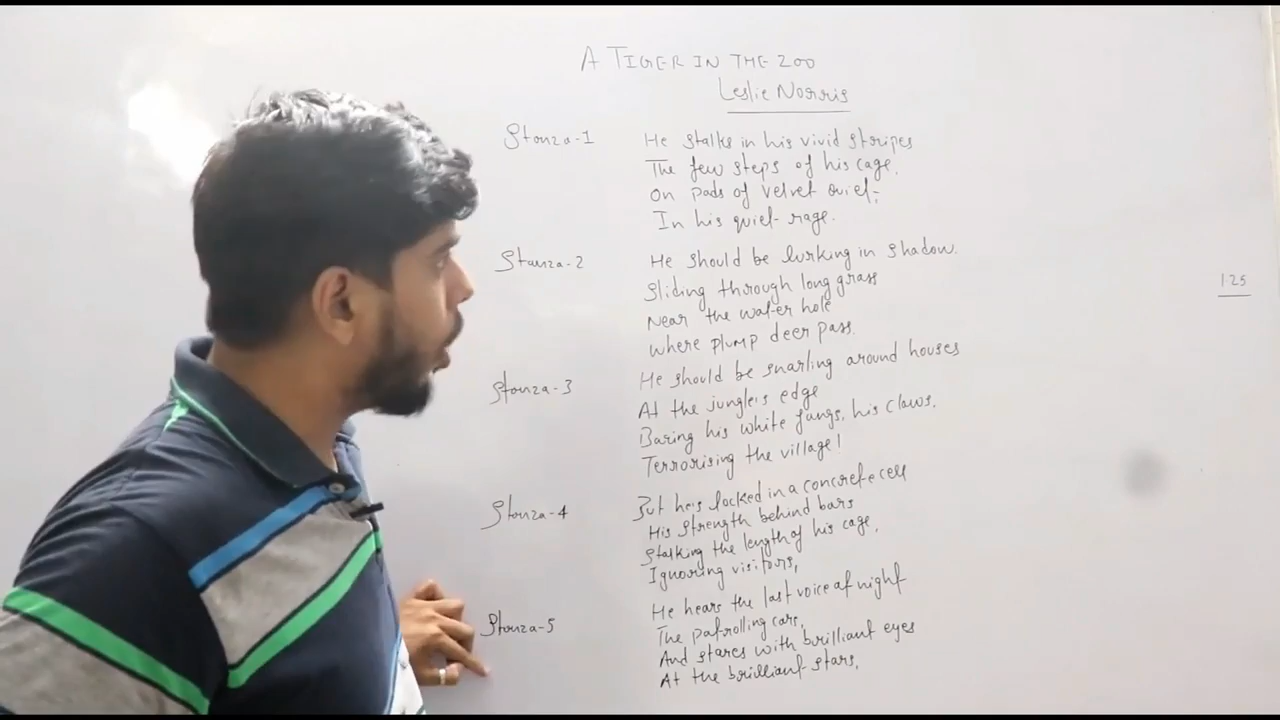 A TIGER IN THE ZOO
Leslie Norris
Stanza-1
He stalks in his vivid stripes
The few steps of his cage.
On pads of velvet quiet;
In his quiet rage.
Stanza-2
He should be lurking in shadow.
Sliding through long grass
Near the water hole
Where plump deer pass.
Stanza-3
He should be snarling around houses
At the jungle's edge
Baring his white fangs, his claws.
Terrorising the village!
Stanza-4
But he's locked in a concrete cell
His strength behind bars
Stalking the length of his cage,
Ignoring visitors,
Stanza-5
He hears the last voice at night
The patrolling cars,
And stares with brilliant eyes
At the brilliant stars,
125